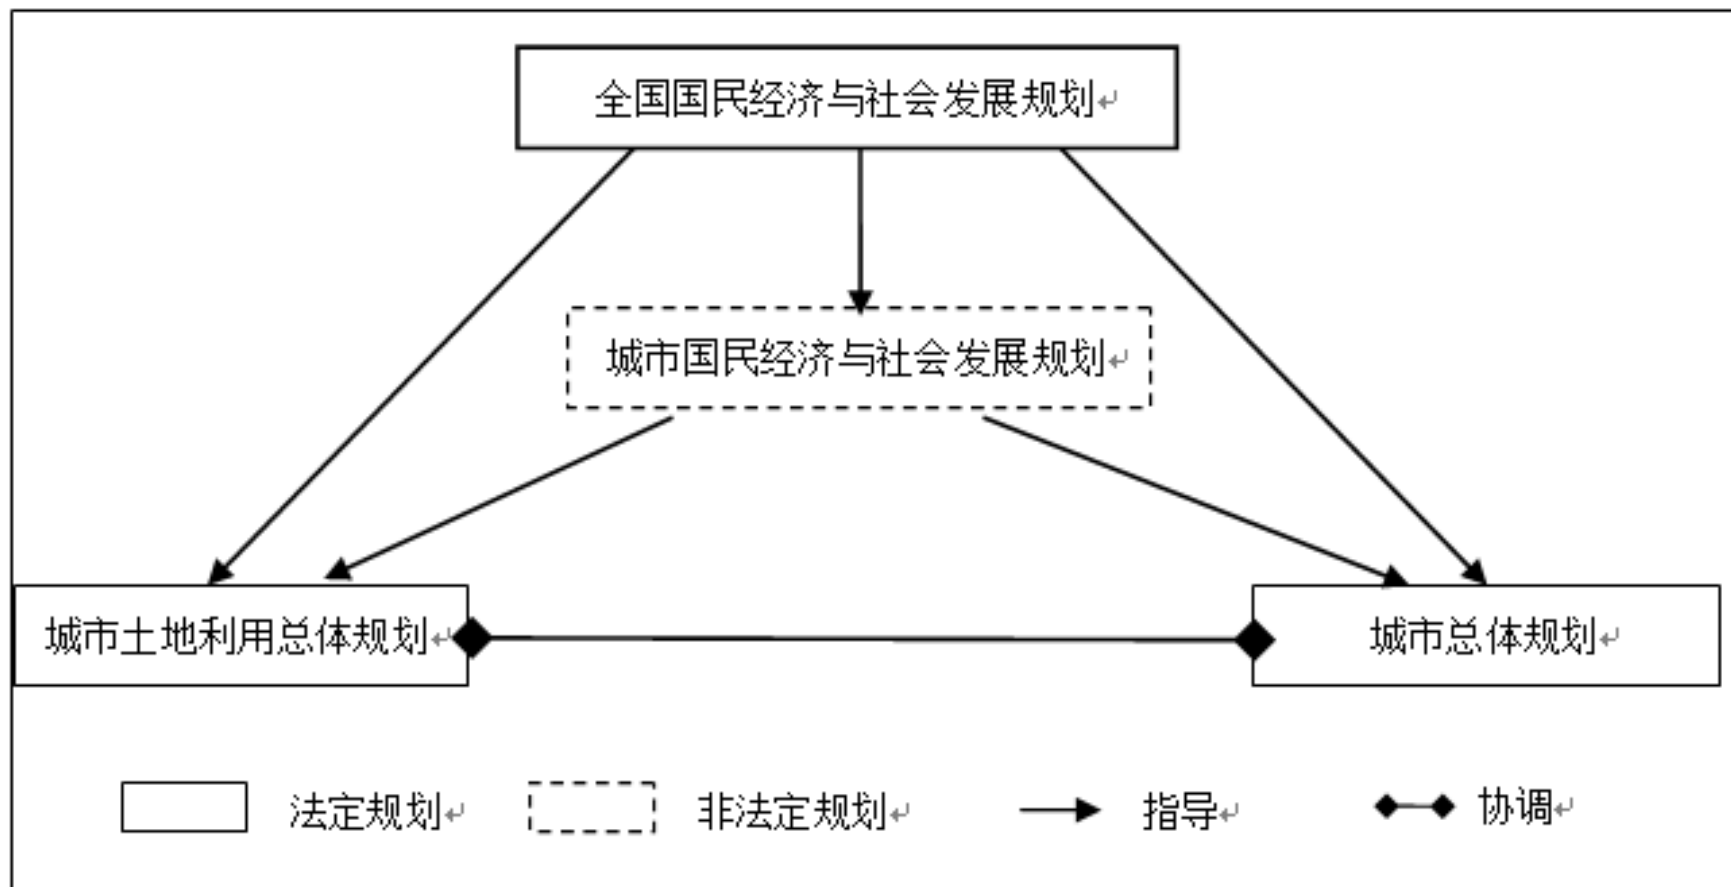 全国国民经济与社会发展规划
城市国民经济与社会发展规划
城市土地利用总体规划
城市总体规划
法定规划
非法定规划
指导
协调